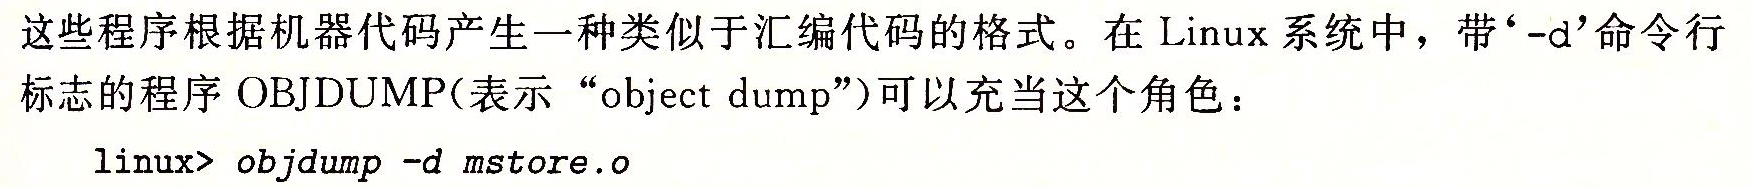 这些程序根据机器代码产生一种类似于汇编代码的格式。在 Linux 系统中，带‘-d’命令行
标志的程序 OBJDUMP(表示 “object dump”)可以充当这个角色：
linux> objdump -d mstore.o